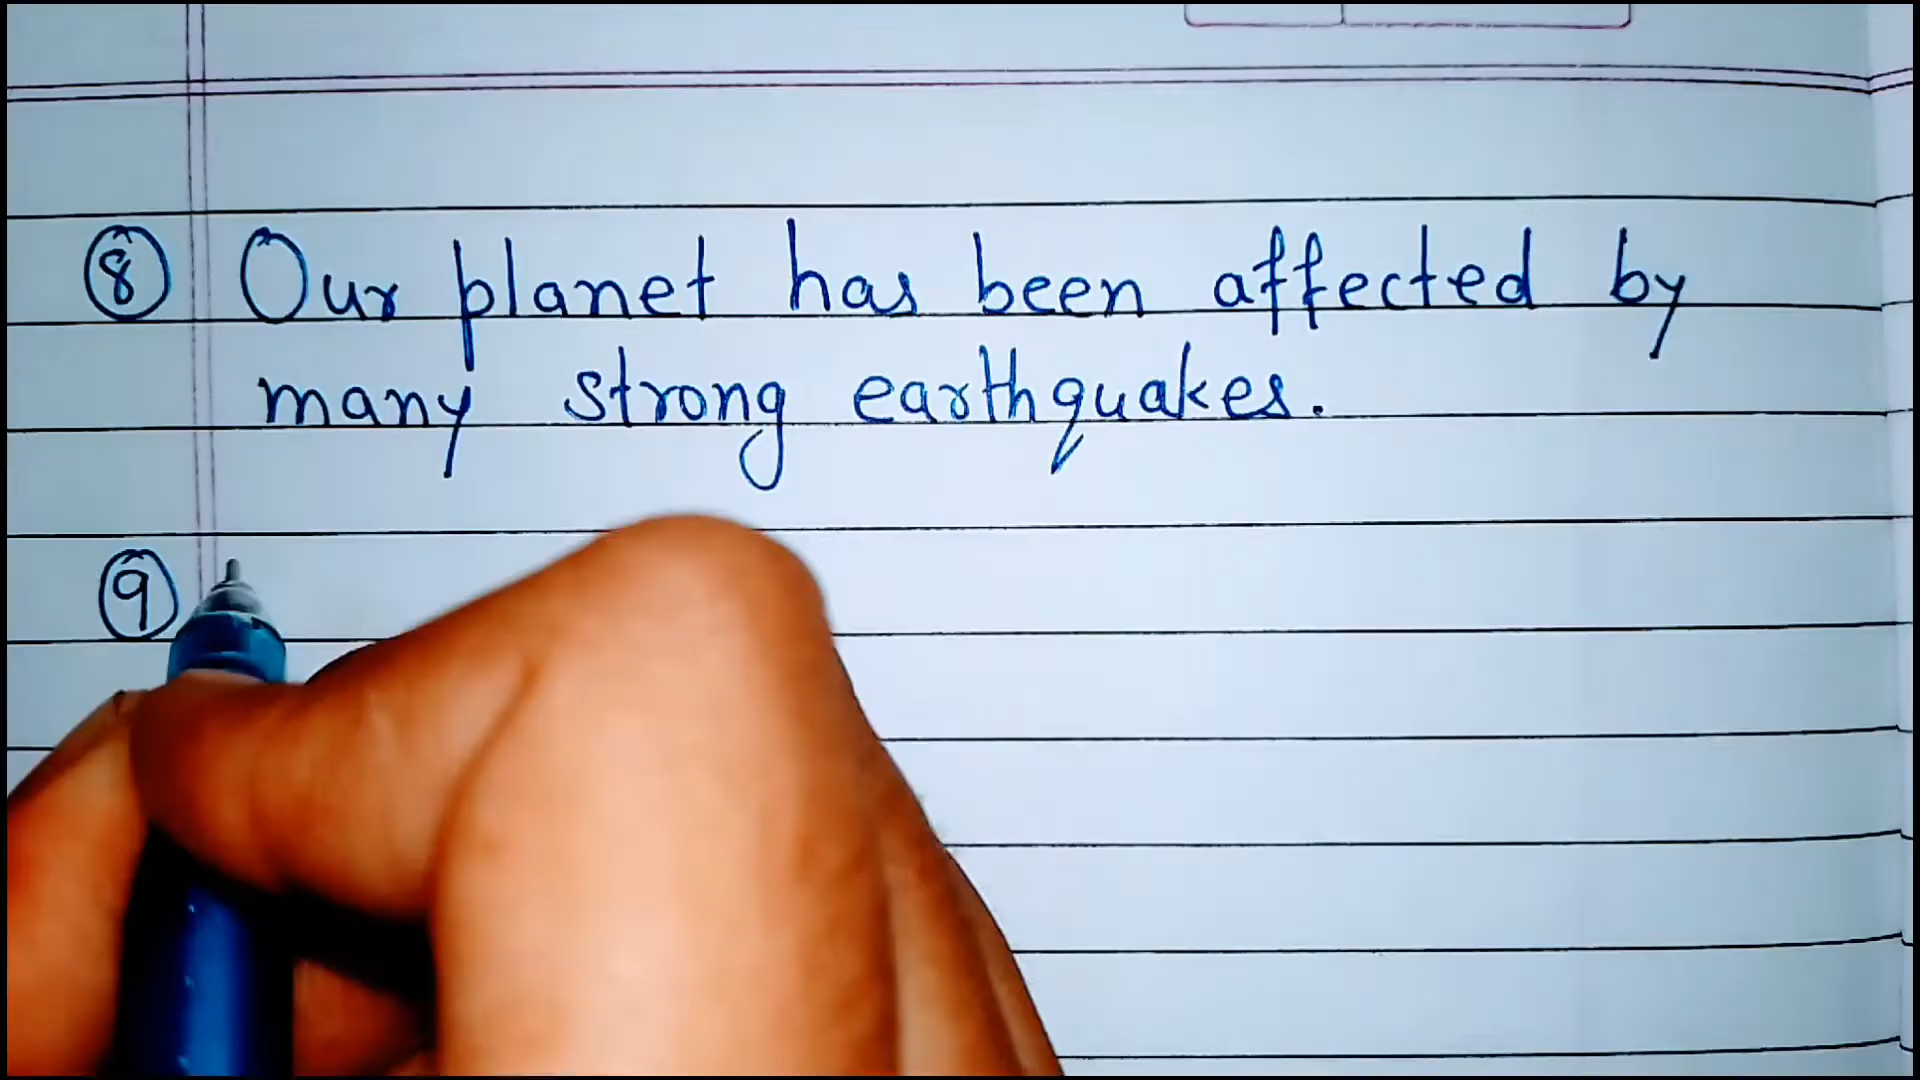 ⑧ Our planet has been affected by
many strong earthquakes.
⑨